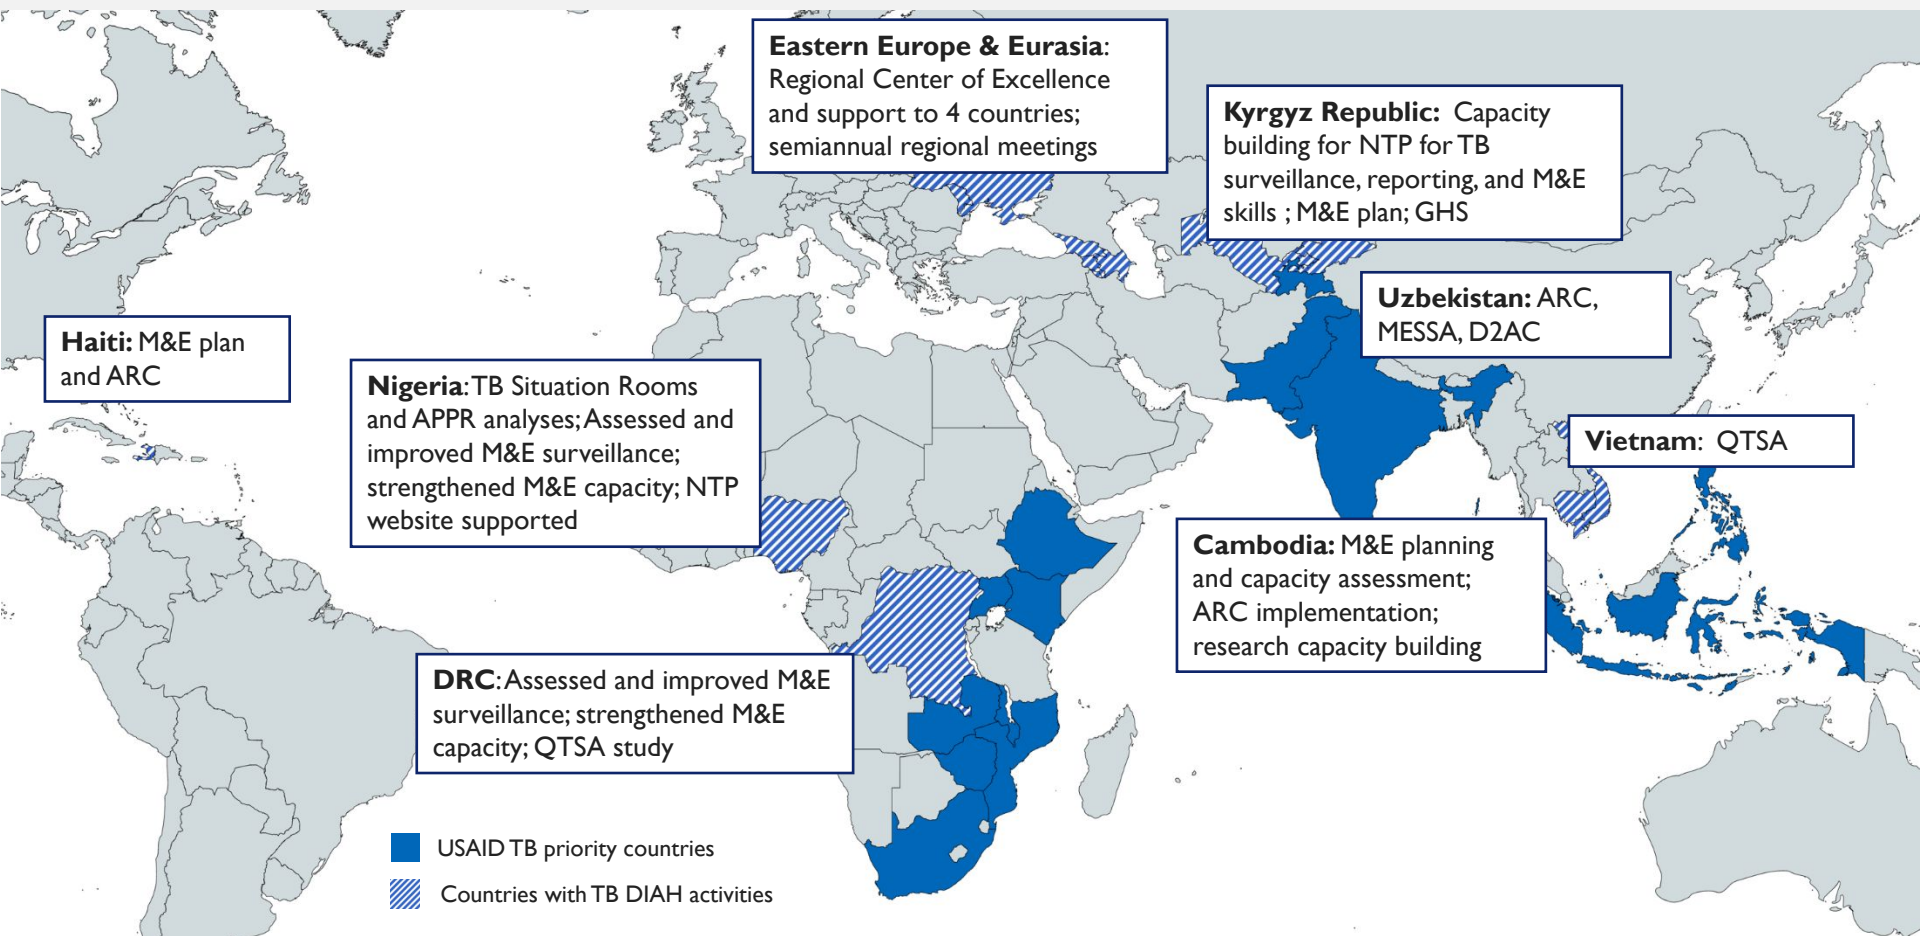 Eastern Europe & Eurasia:
Regional Center of Excellence
and support to 4 countries;
semiannual regional meetings
Kyrgyz Republic: Capacity
building for NTP for TB
surveillance, reporting, and M&E
skills ; M&E plan; GHS
Uzbekistan: ARC,
MESSA, D2AC
Haiti: M&E plan
and ARC
Nigeria: TB Situation Rooms
and APPR analyses; Assessed and
improved M&E surveillance;
strengthened M&E capacity; NTP
website supported
Vietnam: QTSA
Cambodia: M&E planning
and capacity assessment;
ARC implementation;
research capacity building
DRC: Assessed and improved M&E
surveillance; strengthened M&E
capacity; QTSA study
USAID TB priority countries
Countries with TB DIAH activities